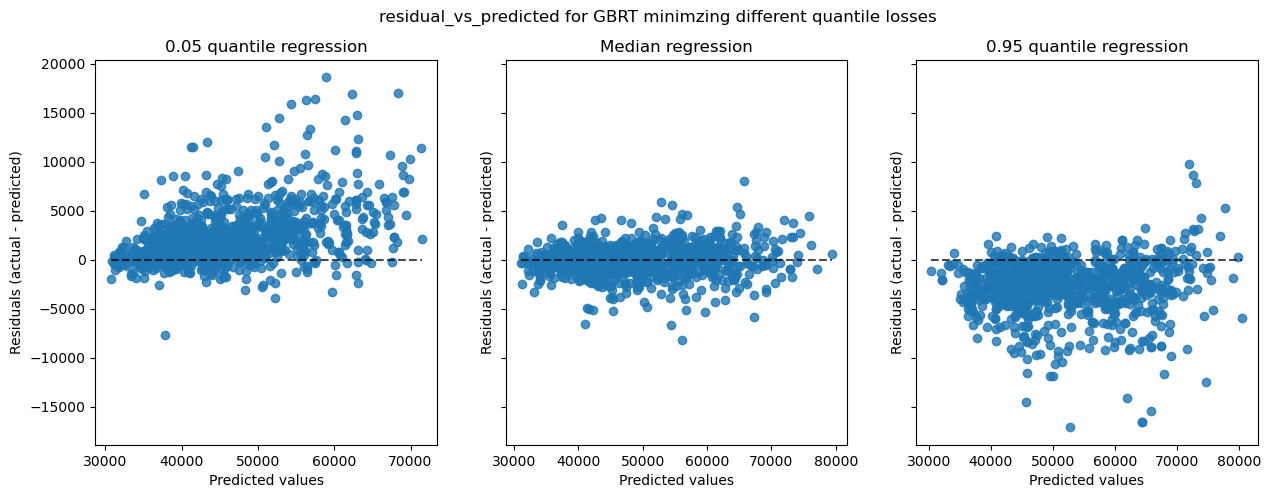 residual_vs_predicted for GBRT minimzing different quantile losses
0.05 quantile regression
Median regression
0.95 quantile regression
Residuals (actual - predicted)
20000
15000
10000
5000
0
−5000
−10000
−15000
30000 40000 50000 60000 70000
Predicted values
Residuals (actual - predicted)
30000 40000 50000 60000 70000 80000
Predicted values
Residuals (actual - predicted)
30000 40000 50000 60000 70000 80000
Predicted values